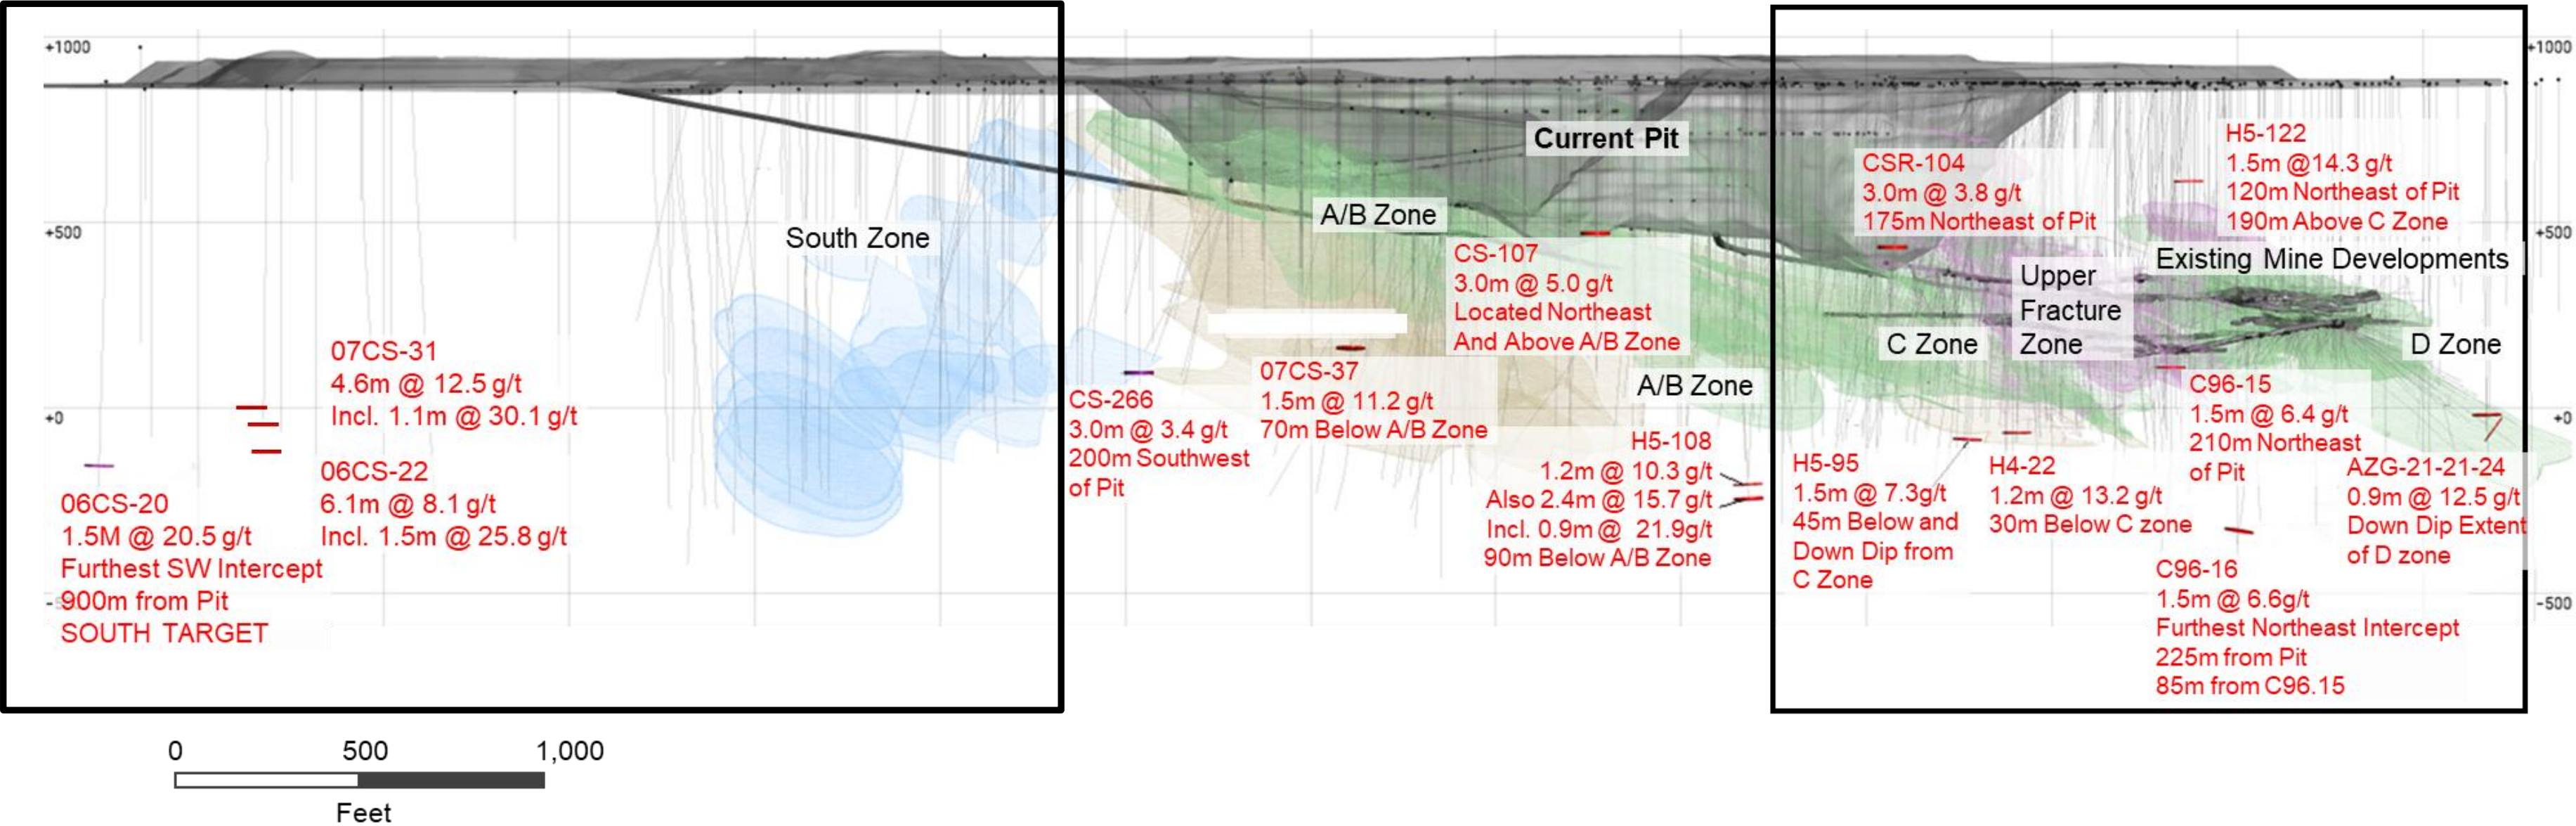 +1000
+500
+0
07CS-31
4.6m @ 12.5 g/t
Incl. 1.1m @ 30.1 g/t
06CS-22
6.1m @ 8.1 g/t
Incl. 1.5m @ 25.8 g/t
06CS-20
1.5M @ 20.5 g/t
Furthest SW Intercept
900m from Pit
SOUTH TARGET
South Zone
Current Pit
A/B Zone
CS-107
3.0m @ 5.0 g/t
Located Northeast
And Above A/B Zone
CS-266
3.0m @ 3.4 g/t
200m Southwest
of Pit
07CS-37
1.5m @ 11.2 g/t
70m Below A/B Zone
A/B Zone
H5-108
1.2m @ 10.3 g/t
Also 2.4m @ 15.7 g/t
Incl. 0.9m @ 21.9g/t
90m Below A/B Zone
CSR-104
3.0m @ 3.8 g/t
175m Northeast of Pit
H5-122
1.5m @14.3 g/t
120m Northeast of Pit
190m Above C Zone
Existing Mine Developments
Upper
Fracture
Zone
C Zone
D Zone
H5-95
1.5m @ 7.3g/t
45m Below and
Down Dip from
C Zone
H4-22
1.2m @ 13.2 g/t
30m Below C zone
C96-15
1.5m @ 6.4 g/t
210m Northeast
of Pit
AZG-21-21-24
0.9m @ 12.5 g/t
Down Dip Extent
of D zone
C96-16
1.5m @ 6.6g/t
Furthest Northeast Intercept
225m from Pit
85m from C96.15
+1000
+500
+0
-500
0 500 1,000
Feet